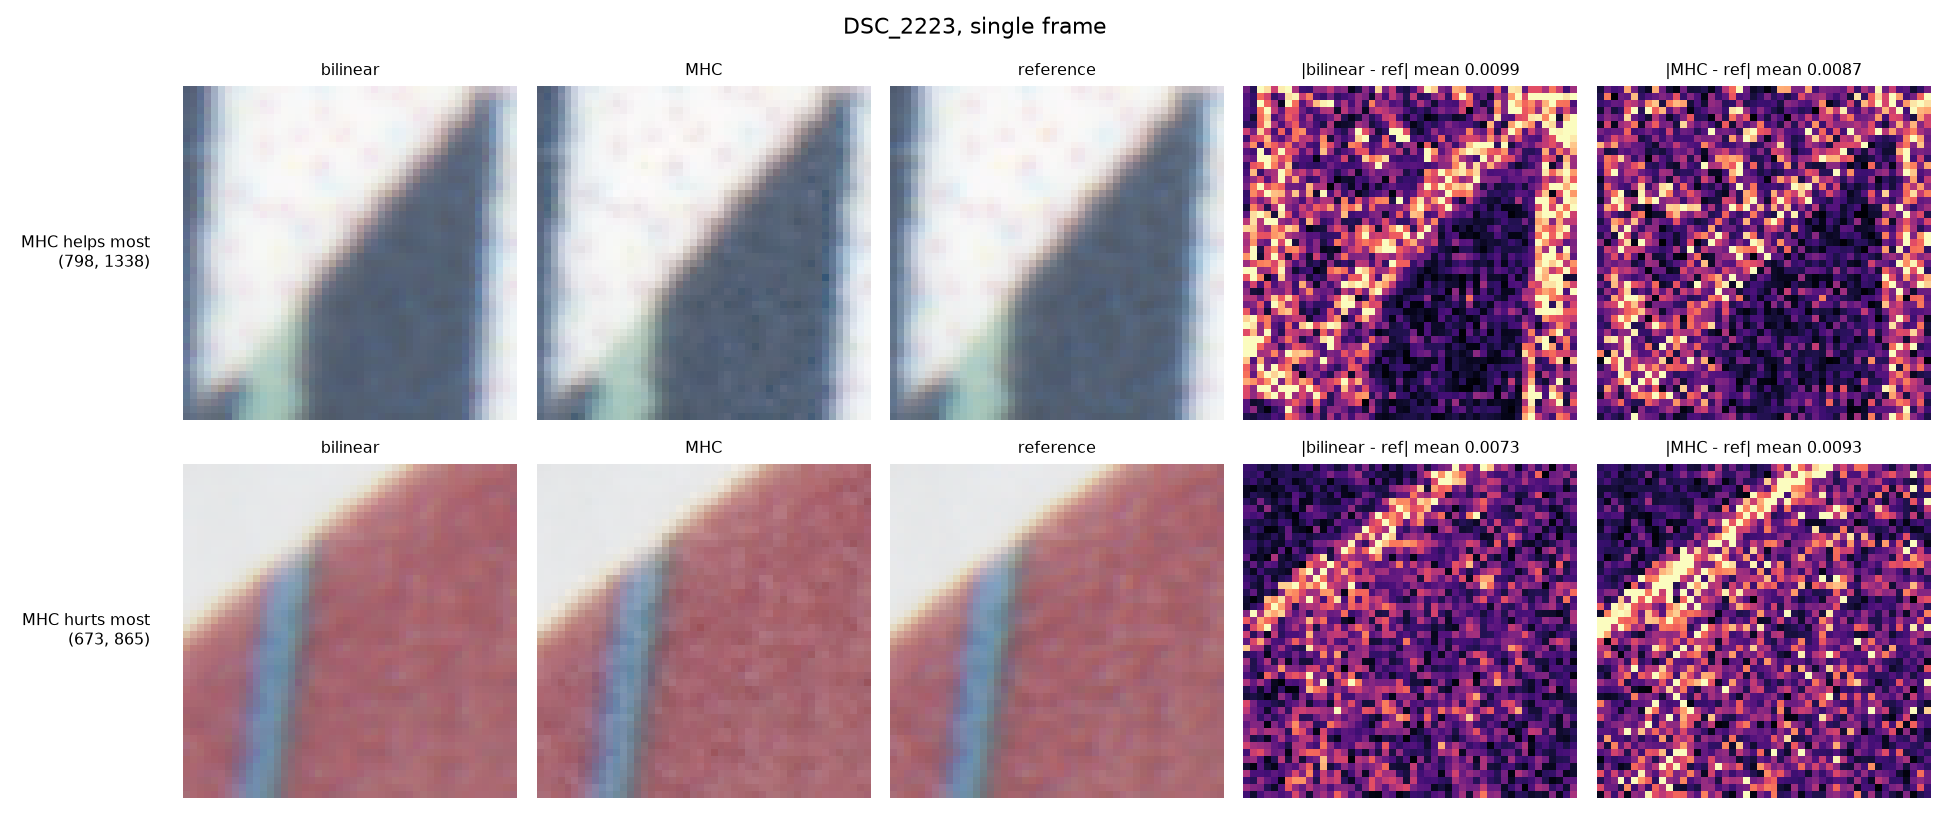 DSC_2223, single frame
bilinear
MHC
reference
|bilinear - ref| mean 0.0099
|MHC - ref| mean 0.0087
MHC helps most
(798, 1338)
bilinear
MHC
reference
|bilinear - ref| mean 0.0073
|MHC - ref| mean 0.0093
MHC hurts most
(673, 865)